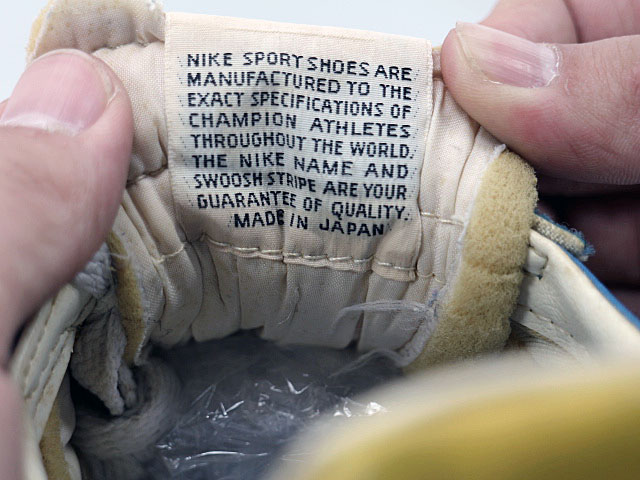 NIKE SPORT SHOES ARE
MANUFACTURED TO THE
EXACT SPECIFICATIONS OF
CHAMPION ATHLETES
THROUGHOUT THE WORLD.
THE NIKE NAME AND
SWOOSH STRIPE ARE YOUR
GUARANTEE OF QUALITY.
MADE IN JAPAN